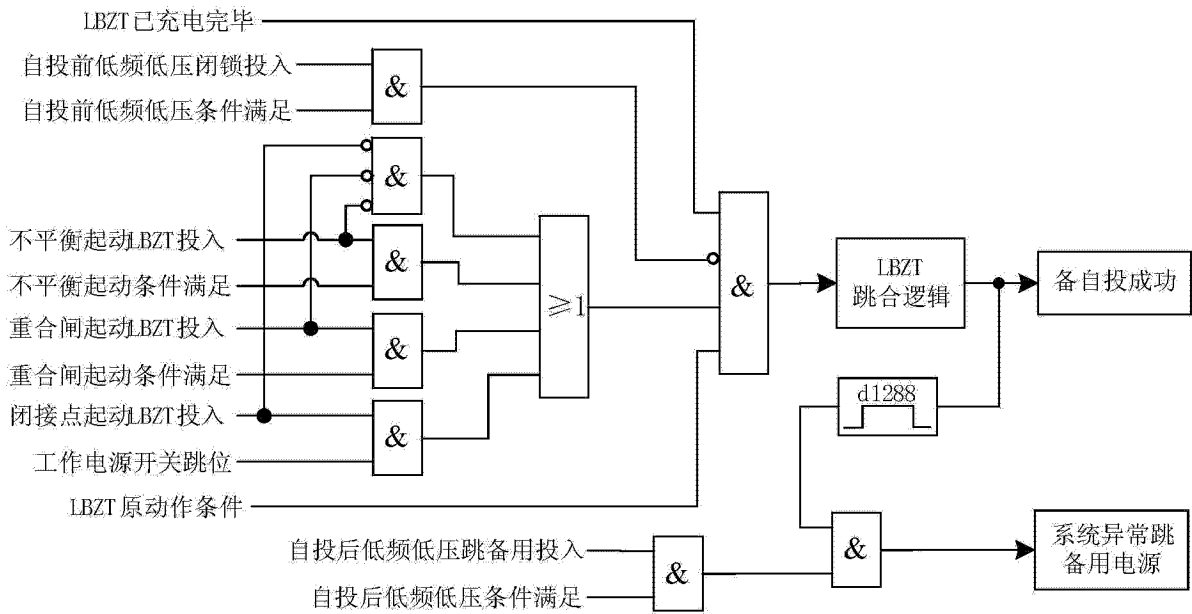 LBZT已充电完毕
自投前低频低压闭锁投入
自投前低频低压条件满足
&
&
不平衡起动LBZT投入
不平衡起动条件满足
&
重合闸起动LBZT投入
重合闸起动条件满足
&
闭接点起动LBZT投入
工作电源开关跳位
&
≥1
LBZT原动作条件
&
LBZT
跳合逻辑
备自投成功
d1288
自投后低频低压跳备用投入
自投后低频低压条件满足
&
&
系统异常跳
备用电源